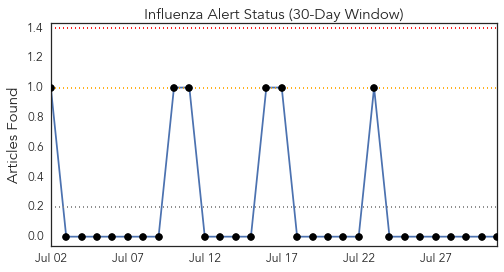 Influenza Alert Status (30-Day Window)
Articles Found
1.4
1.2
1.0
0.8
0.6
0.4
0.2
0.0
Jul 02 Jul 07 Jul 12 Jul 17 Jul 22 Jul 27